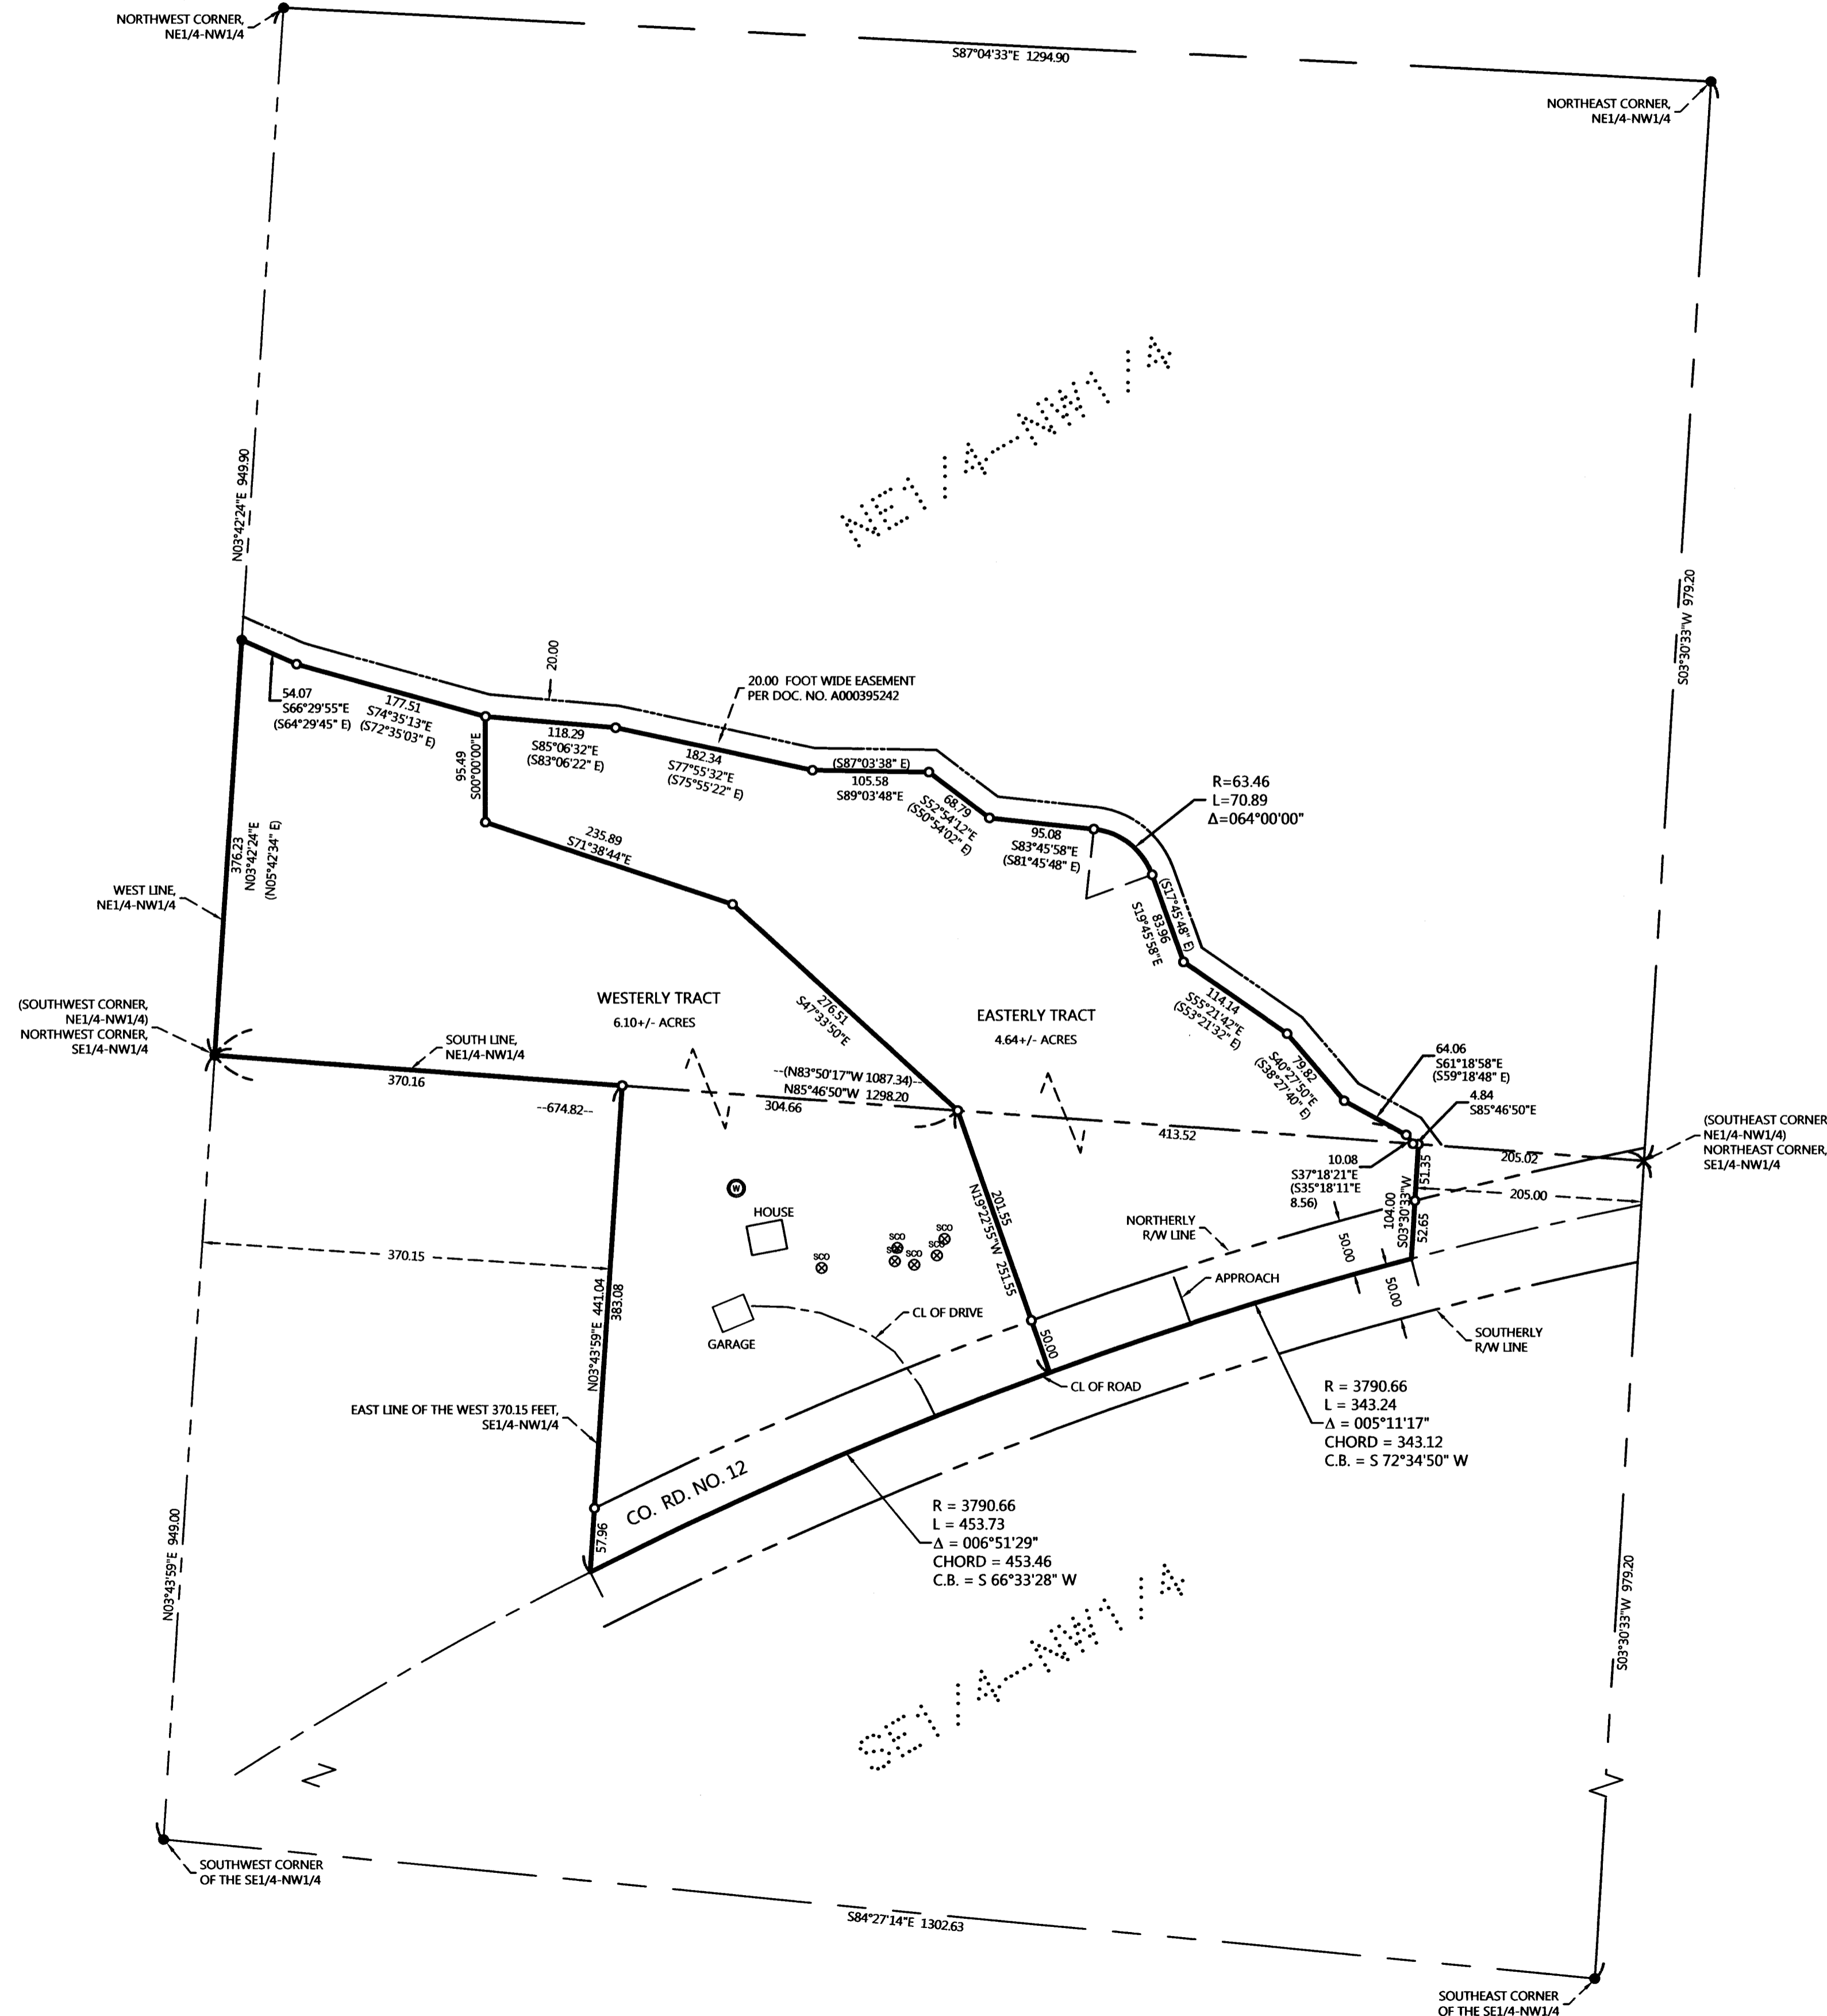 NORTHWEST CORNER,
NE1/4-NW1/4
S87°04'33"E 1294.90
NORTHEAST CORNER,
NE1/4-NW1/4
NE1/4-NW1/4
N03°42'24"E 949.90
S03°30'33"W 979.20
20.00
20.00 FOOT WIDE EASEMENT
PER DOC. NO. A000395242
54.07
S66°29'55"E
(S64°29'45" E)
177.51
S74°35'13"E
(S72°35'03" E)
118.29
S85°06'32"E
(S83°06'22" E)
182.34
S77°55'32"E
(S75°55'22" E)
(S87°03'38" E)
105.58
S89°03'48"E
68.79
S52°54'12"E
(S50°54'02" E)
95.08
S83°45'58"E
(S81°45'48" E)
R=63.46
L=70.89
Δ=064°00'00"
95.49
S00°00'00"E
235.89
S71°38'44"E
376.23
N03°42'24"E
(N05°42'34" E)
WEST LINE,
NE1/4-NW1/4
(S17°45'48" E)
83.96
S19°45'58"E
114.14
S55°21'42"E
(S53°21'32" E)
79.82
S40°27'50"E
(S38°27'40" E)
64.06
S61°18'58"E
(S59°18'48" E)
4.84
S85°46'50"E
(SOUTHWEST CORNER,
NE1/4-NW1/4)
NORTHWEST CORNER,
SE1/4-NW1/4
WESTERLY TRACT
6.10+/- ACRES
276.51
S47°33'50"E
EASTERLY TRACT
4.64+/- ACRES
SOUTH LINE,
NE1/4-NW1/4
370.16
--674.82--
--(N83°50'17"W 1087.34)--
N85°46'50"W 1298.20
304.66
413.52
205.02
(SOUTHEAST CORNER
NE1/4-NW1/4)
NORTHEAST CORNER,
SE1/4-NW1/4
10.08
S37°18'21"E
(S35°18'11"E
8.56)
51.35
104.00
S03°30'33"W
52.65
205.00
W
HOUSE
SCO
SCO
SCO
SCO
SCO
SCO
201.55
N19°22'55"W 251.55
NORTHERLY
R/W LINE
50.00
50.00
APPROACH
370.15
N03°43'59"E 441.04
383.08
GARAGE
CL OF DRIVE
50.00
CL OF ROAD
SOUTHERLY
R/W LINE
EAST LINE OF THE WEST 370.15 FEET,
SE1/4-NW1/4
R = 3790.66
L = 343.24
Δ = 005°11'17"
CHORD = 343.12
C.B. = S 72°34'50" W
CO. RD. NO. 12
57.96
R = 3790.66
L = 453.73
Δ = 006°51'29"
CHORD = 453.46
C.B. = S 66°33'28" W
N03°43'59"E 949.00
S03°30'33"W 979.20
SE1/4-NW1/4
SOUTHWEST CORNER
OF THE SE1/4-NW1/4
S84°27'14"E 1302.63
SOUTHEAST CORNER
OF THE SE1/4-NW1/4